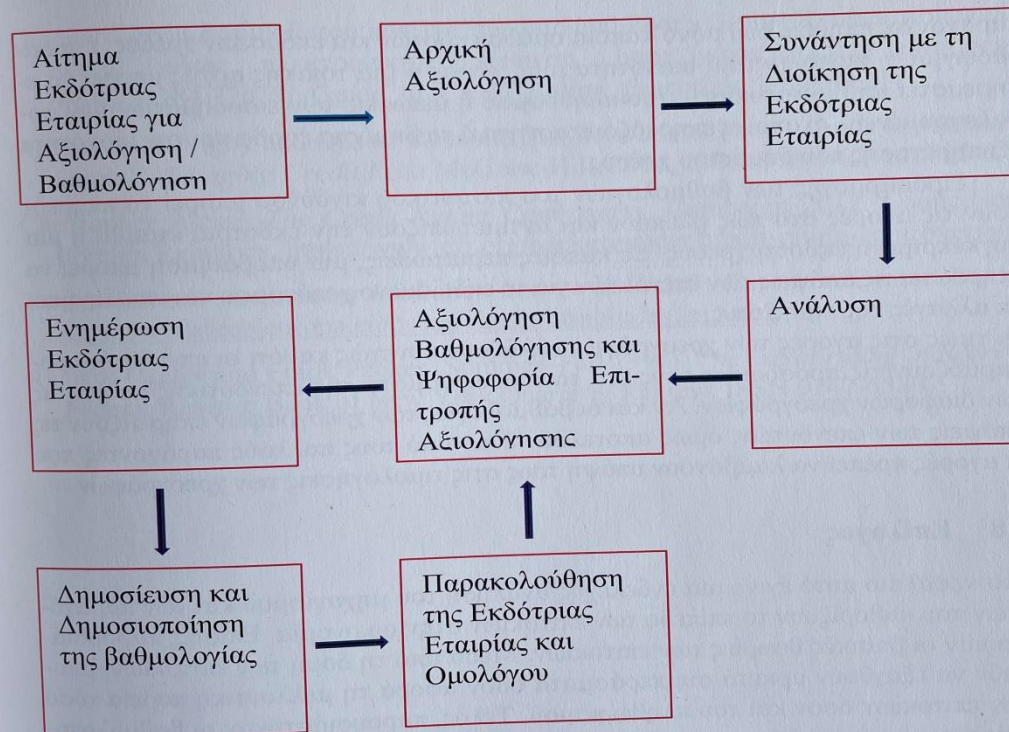 Αίτημα
Εκδότριας
Εταιρίας για
Αξιολόγηση /
Βαθμολόγηση
Αρχική
Αξιολόγηση
Συνάντηση με τη
Διοίκηση της
Εκδότριας
Εταιρίας
Ανάλυση
Αξιολόγηση
Βαθμολόγησης και
Ψηφοφορία Επι-
τροπής
Αξιολόγησης
Ενημέρωση
Εκδότριας
Εταιρίας
Δημοσίευση και
Δημοσιοποίηση
της βαθμολογίας
Παρακολούθηση
της Εκδότριας
Εταιρίας και
Ομολόγου